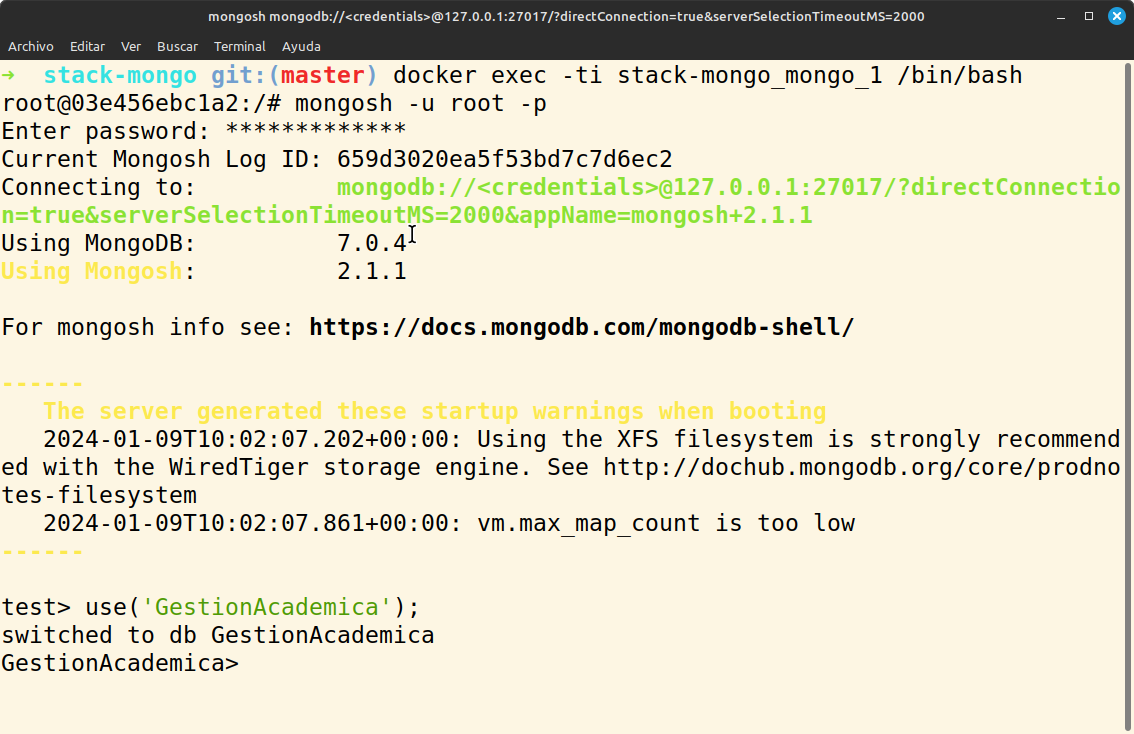 mongosh mongodb://<credentials>@127.0.0.1:27017/?directConnection=true&serverSelectionTimeoutMS=2000
Archivo Editar Ver Buscar Terminal Ayuda
→ stack-mongo git:(master) docker exec -ti stack-mongo_mongo_1 /bin/bash
root@03e456ebc1a2:/# mongosh -u root -p
Enter password: *************
Current Mongosh Log ID: 659d3020ea5f53bd7c7d6ec2
Connecting to: mongodb://<credentials>@127.0.0.1:27017/?directConnectio
n=true&serverSelectionTimeoutMS=2000&appName=mongosh+2.1.1
Using MongoDB: 7.0.4
Using Mongosh: 2.1.1
For mongosh info see: https://docs.mongodb.com/mongodb-shell/
------
The server generated these startup warnings when booting
2024-01-09T10:02:07.202+00:00: Using the XFS filesystem is strongly recommend
ed with the WiredTiger storage engine. See http://dochub.mongodb.org/core/prodno
tes-filesystem
2024-01-09T10:02:07.861+00:00: vm.max_map_count is too low
------
test> use('GestionAcademica');
switched to db GestionAcademica
GestionAcademica>